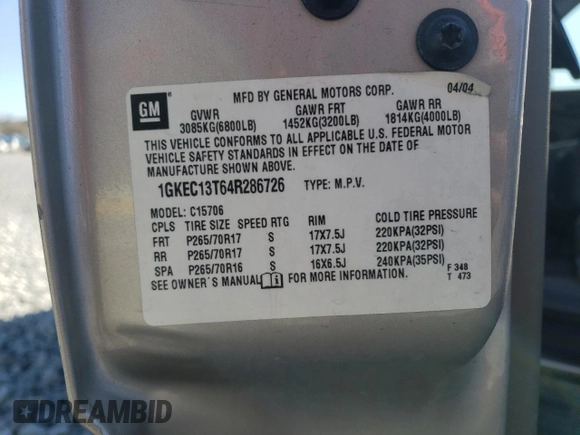 GM
MFD BY GENERAL MOTORS CORP.
04/04
GVWR GAWR FRT GAWR RR
3085KG(6800LB) 1452KG(3200LB) 1814KG(4000LB)
THIS VEHICLE CONFORMS TO ALL APPLICABLE U.S. FEDERAL MOTOR
VEHICLE SAFETY STANDARDS IN EFFECT ON THE DATE OF
MANUFACTURE SHOWN ABOVE.
1GKEC13T64R286726 TYPE: M.P.V.
MODEL: C15706
CPLS TIRE SIZE SPEED RTG RIM COLD TIRE PRESSURE
FRT P265/70R17 S 17X7.5J 220KPA(32PSI)
RR P265/70R17 S 17X7.5J 220KPA(32PSI)
SPA P265/70R16 S 16X6.5J 240KPA(35PSI)
SEE OWNER'S MANUAL FOR MORE INFORMATION.
F 348
T 473
DREAMBID